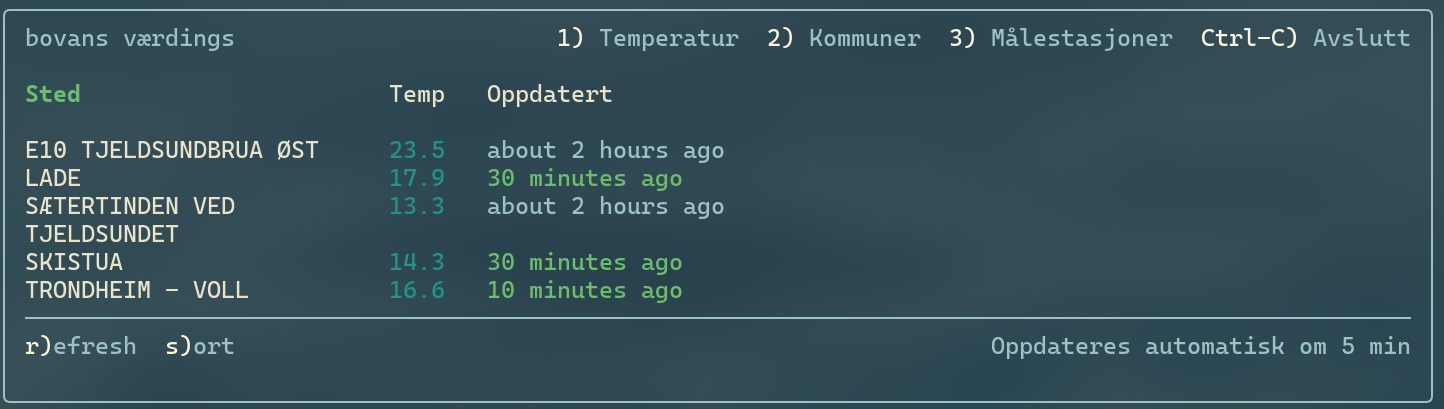 bovans værdings 1) Temperatur 2) Kommuner 3) Målestasjoner Ctrl-C) Avslutt
Sted Temp Oppdatert
E10 TJELDSUNDBRUA ØST 23.5 about 2 hours ago
LADE 17.9 30 minutes ago
SÆTERTINDEN VED 13.3 about 2 hours ago
TJELDSUNDET
SKISTUA 14.3 30 minutes ago
TRONDHEIM - VOLL 16.6 10 minutes ago
r)efresh s)ort Oppdateres automatisk om 5 min